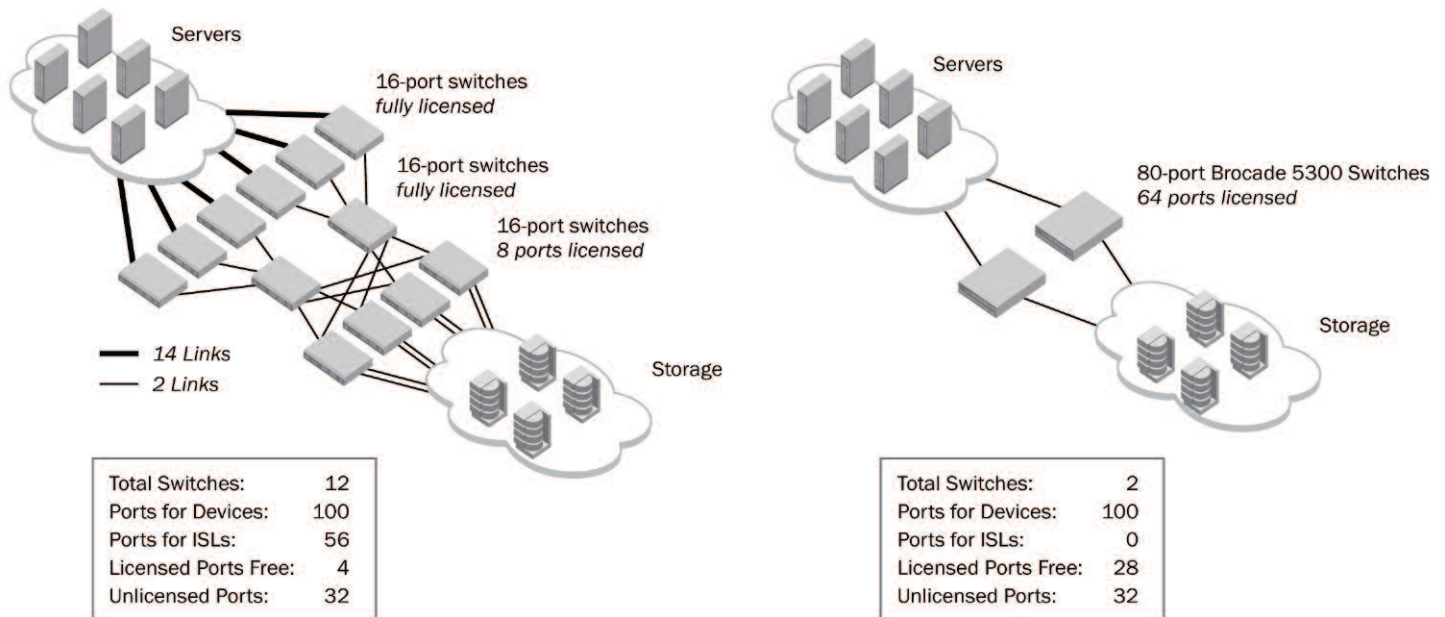 Servers
16-port switches
fully licensed
16-port switches
fully licensed
16-port switches
8 ports licensed
14 Links
2 Links
Storage
Total Switches: 12
Ports for Devices: 100
Ports for ISLs: 56
Licensed Ports Free: 4
Unlicensed Ports: 32
Servers
80-port Brocade 5300 Switches
64 ports licensed
Storage
Total Switches: 2
Ports for Devices: 100
Ports for ISLs: 0
Licensed Ports Free: 28
Unlicensed Ports: 32